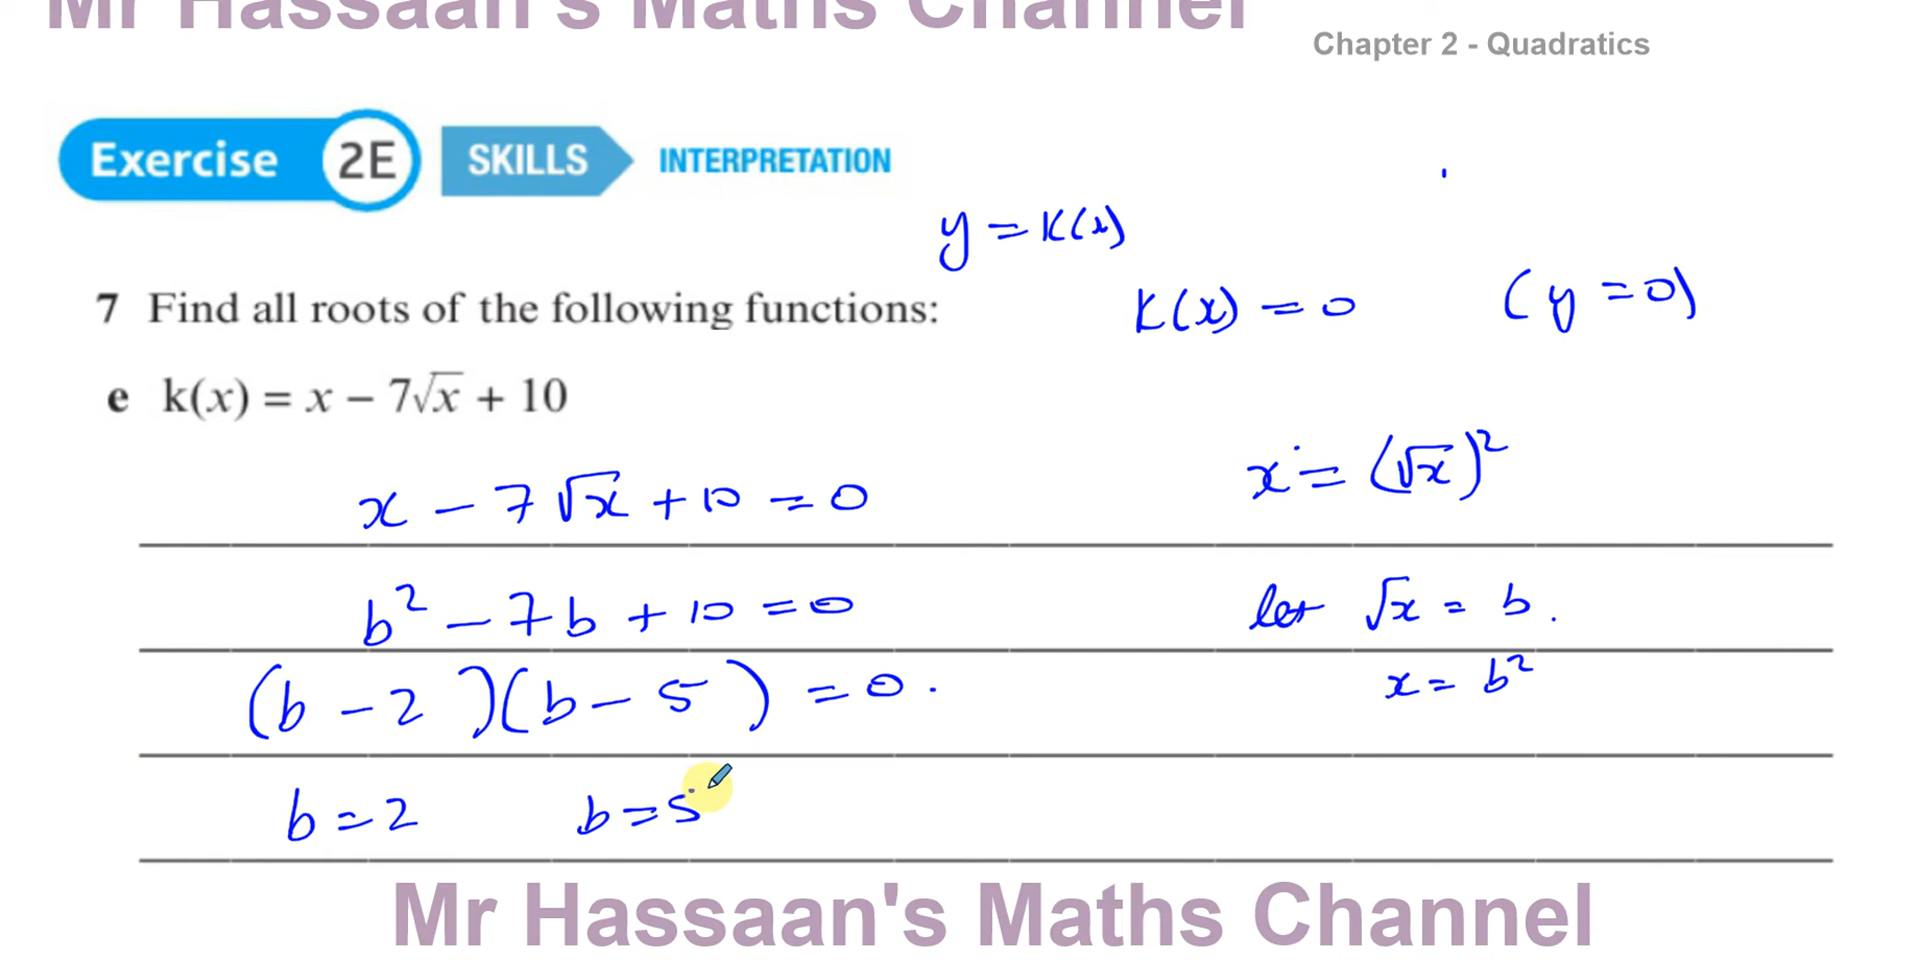 Mr Hassaan's Maths Channel
Chapter 2 - Quadratics
Exercise 2E SKILLS INTERPRETATION
y = k(x)
7 Find all roots of the following functions:
k(x) = 0 (y = 0)
e k(x) = x − 7√x + 10
x = (√x)²
x − 7√x + 10 = 0
b² − 7b + 10 = 0
let √x = b.
(b − 2)(b − 5) = 0.
x = b²
b = 2 b = 5
Mr Hassaan's Maths Channel